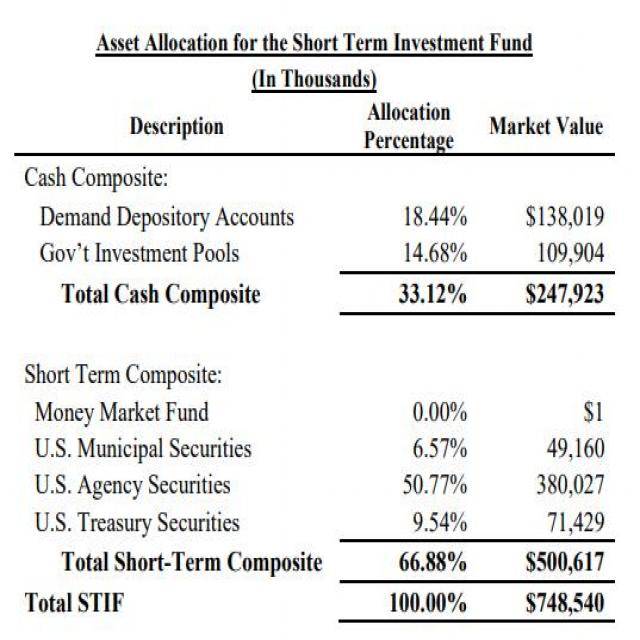 Asset Allocation for the Short Term Investment Fund
(In Thousands)
Description Allocation Percentage Market Value
Cash Composite:
Demand Depository Accounts 18.44% $138,019
Gov't Investment Pools 14.68% 109,904
Total Cash Composite 33.12% $247,923
Short Term Composite:
Money Market Fund 0.00% $1
U.S. Municipal Securities 6.57% 49,160
U.S. Agency Securities 50.77% 380,027
U.S. Treasury Securities 9.54% 71,429
Total Short-Term Composite 66.88% $500,617
Total STIF 100.00% $748,540